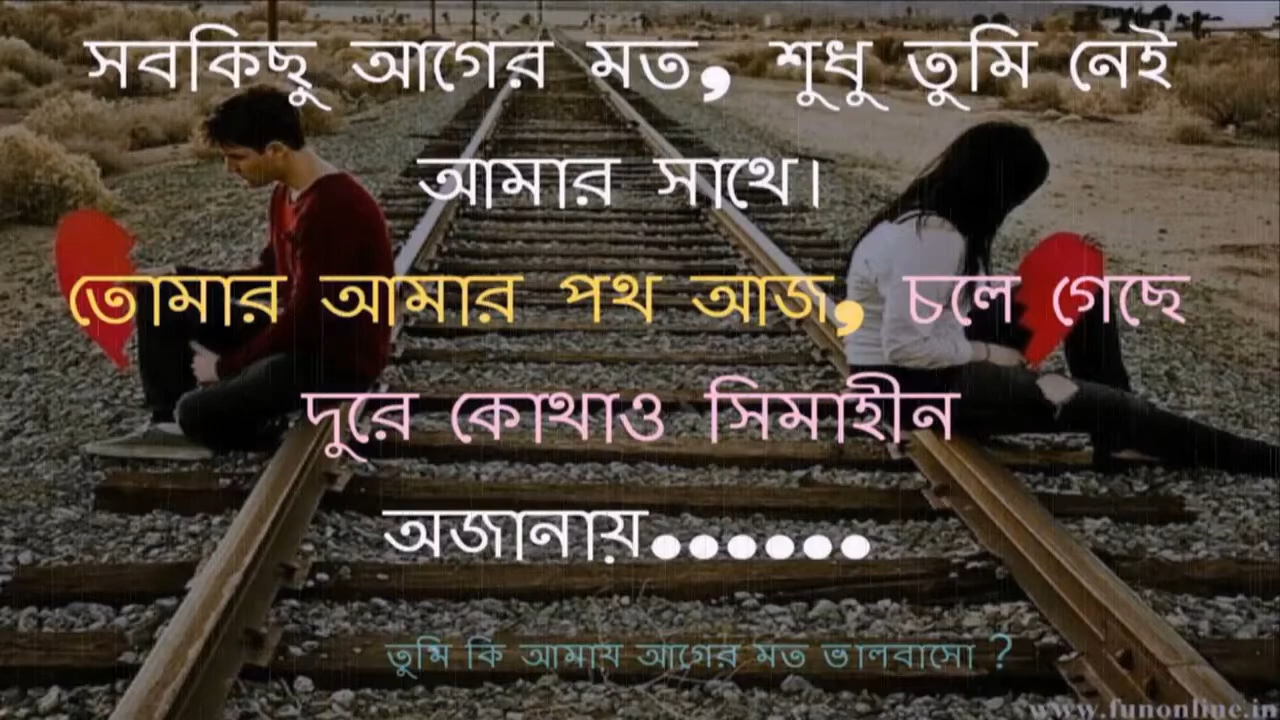 সবকিছু আগের মত, শুধু তুমি নেই
আমার সাথে।
তোমার আমার পথ আজ, চলে গেছে
দুরে কোথাও সিমাহীন
অজানায়......
তুমি কি আমায় আগের মত ভালবাসো ?
www.funonline.in